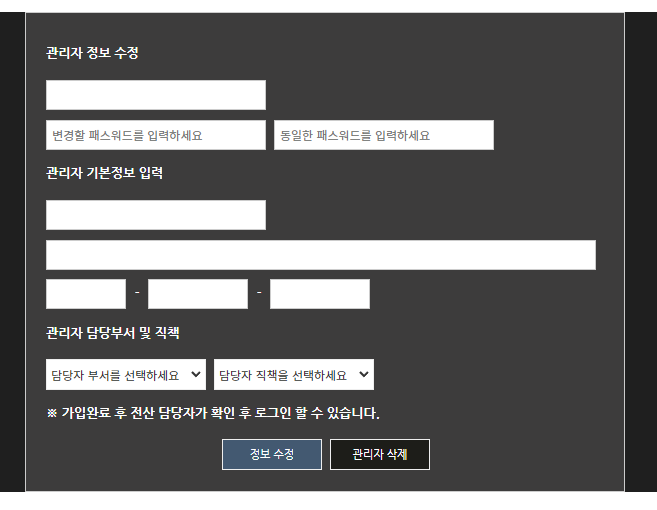 관리자 정보 수정
변경할 패스워드를 입력하세요 동일한 패스워드를 입력하세요
관리자 기본정보 입력
- -
관리자 담당부서 및 직책
담당자 부서를 선택하세요 담당자 직책을 선택하세요
※ 가입완료 후 전산 담당자가 확인 후 로그인 할 수 있습니다.
정보 수정 관리자 삭제